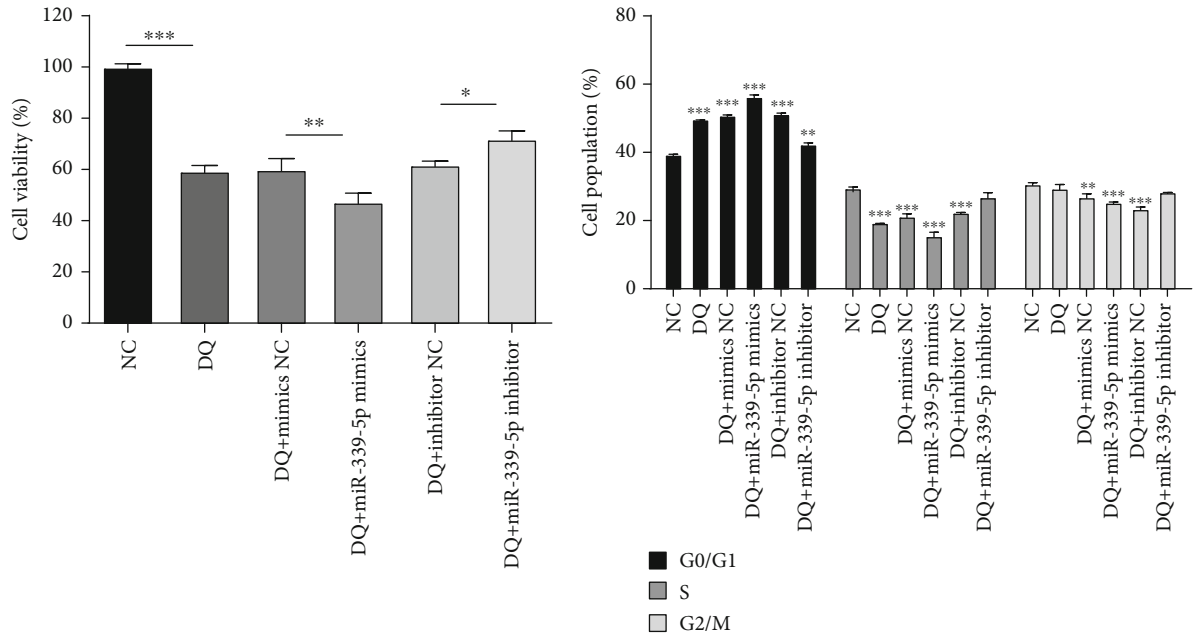 Cell viability (%)
120
100
80
60
40
20
0
***
**
*
NC
DQ
DQ+mimics NC
DQ+miR-339-5p mimics
DQ+inhibitor NC
DQ+miR-339-5p inhibitor
Cell population (%)
80
60
40
20
0
***
***
***
***
**
***
***
***
***
**
***
***
NC
DQ
DQ+mimics NC
DQ+miR-339-5p mimics
DQ+inhibitor NC
DQ+miR-339-5p inhibitor
NC
DQ
DQ+mimics NC
DQ+miR-339-5p mimics
DQ+inhibitor NC
DQ+miR-339-5p inhibitor
NC
DQ
DQ+mimics NC
DQ+miR-339-5p mimics
DQ+inhibitor NC
DQ+miR-339-5p inhibitor
G0/G1
S
G2/M